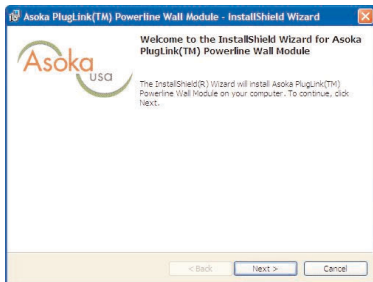 Asoka PlugLink(TM) Powerline Wall Module - InstallShield Wizard
Asoka
usa
Welcome to the InstallShield Wizard for Asoka
PlugLink(TM) Powerline Wall Module
The InstallShield(R) Wizard will install Asoka PlugLink(TM)
Powerline Wall Module on your computer. To continue, click
Next.
< Back
Next >
Cancel